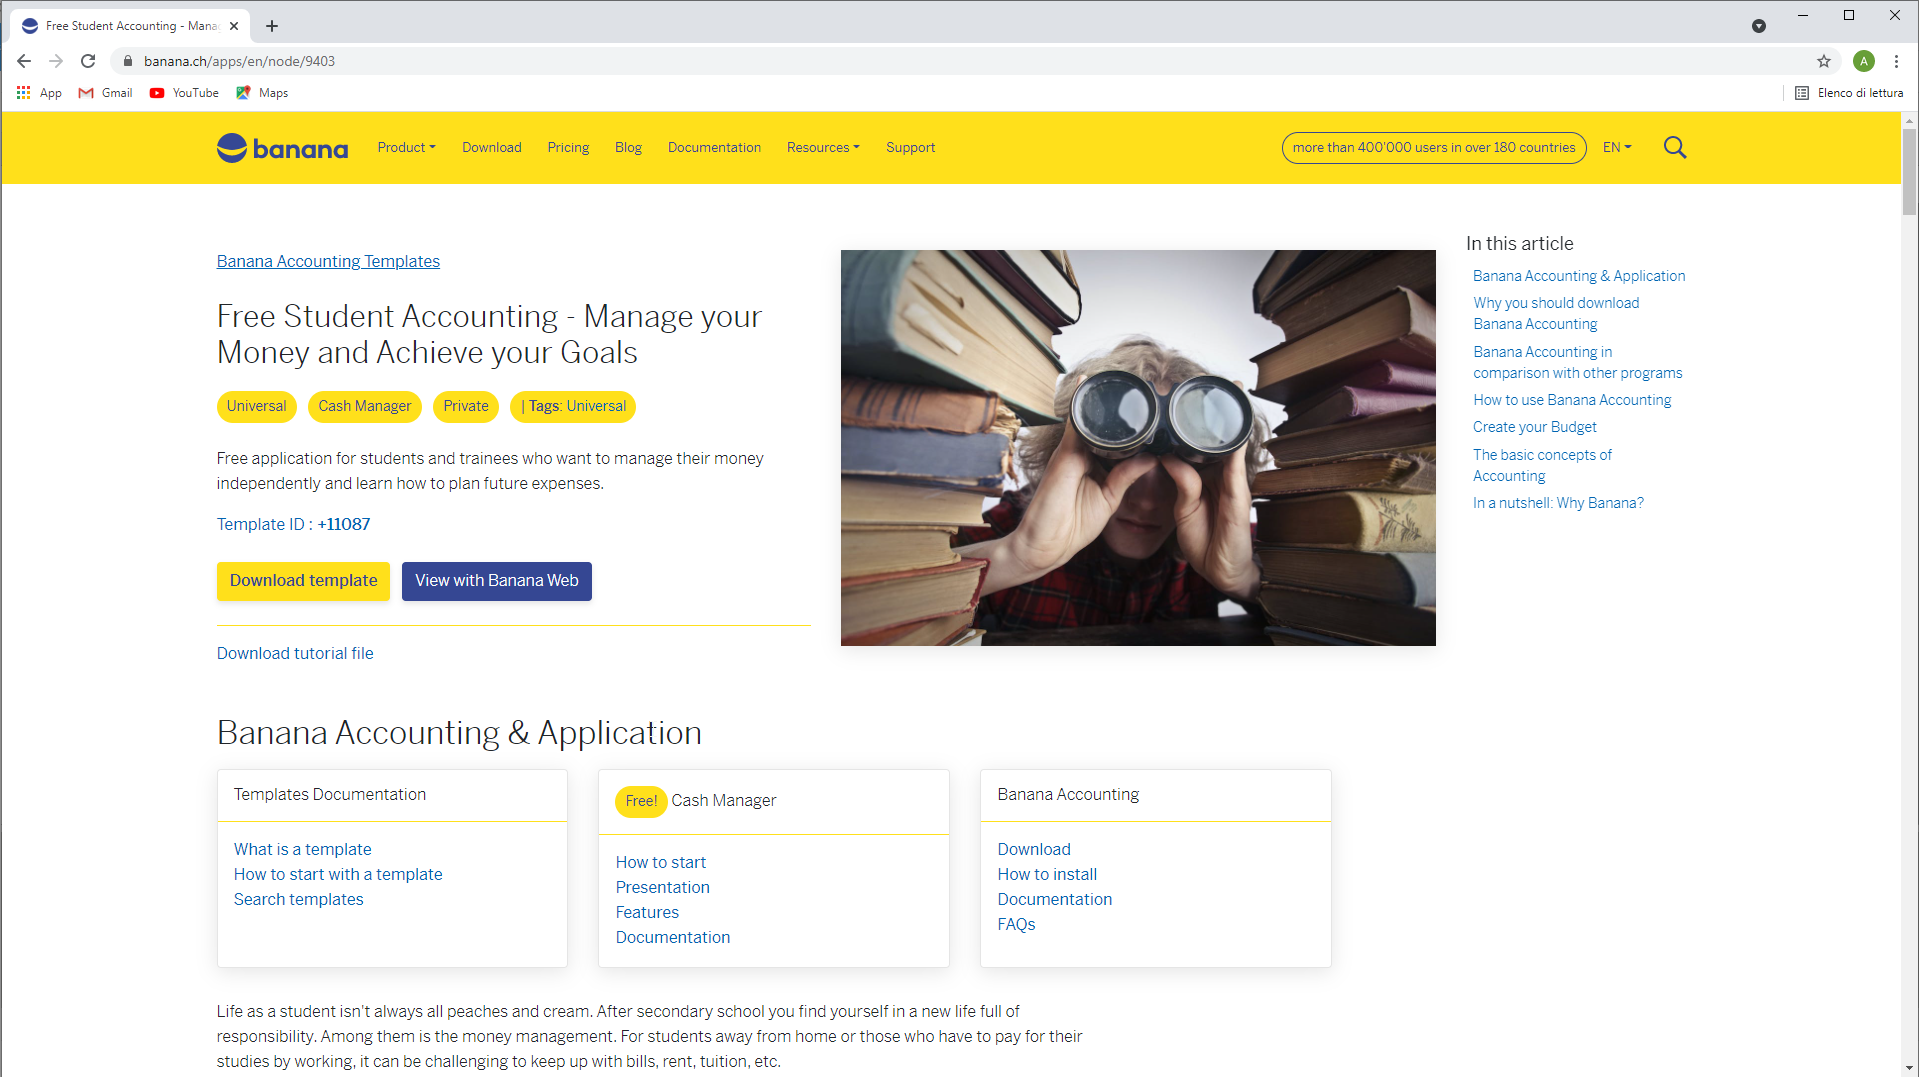 Free Student Accounting - Mana
banana.ch/apps/en/node/9403
A
App
Gmail
YouTube
Maps
Elenco di lettura
banana
Product
Download
Pricing
Blog
Documentation
Resources
Support
more than 400'000 users in over 180 countries
EN
Banana Accounting Templates
Free Student Accounting - Manage your
Money and Achieve your Goals
Universal
Cash Manager
Private
| Tags: Universal
Free application for students and trainees who want to manage their money
independently and learn how to plan future expenses.
Template ID : +11087
Download template
View with Banana Web
Download tutorial file
In this article
Banana Accounting & Application
Why you should download
Banana Accounting
Banana Accounting in
comparison with other programs
How to use Banana Accounting
Create your Budget
The basic concepts of
Accounting
In a nutshell: Why Banana?
Banana Accounting & Application
Templates Documentation
What is a template
How to start with a template
Search templates
Free! Cash Manager
How to start
Presentation
Features
Documentation
Banana Accounting
Download
How to install
Documentation
FAQs
Life as a student isn't always all peaches and cream. After secondary school you find yourself in a new life full of
responsibility. Among them is the money management. For students away from home or those who have to pay for their
studies by working, it can be challenging to keep up with bills, rent, tuition, etc.